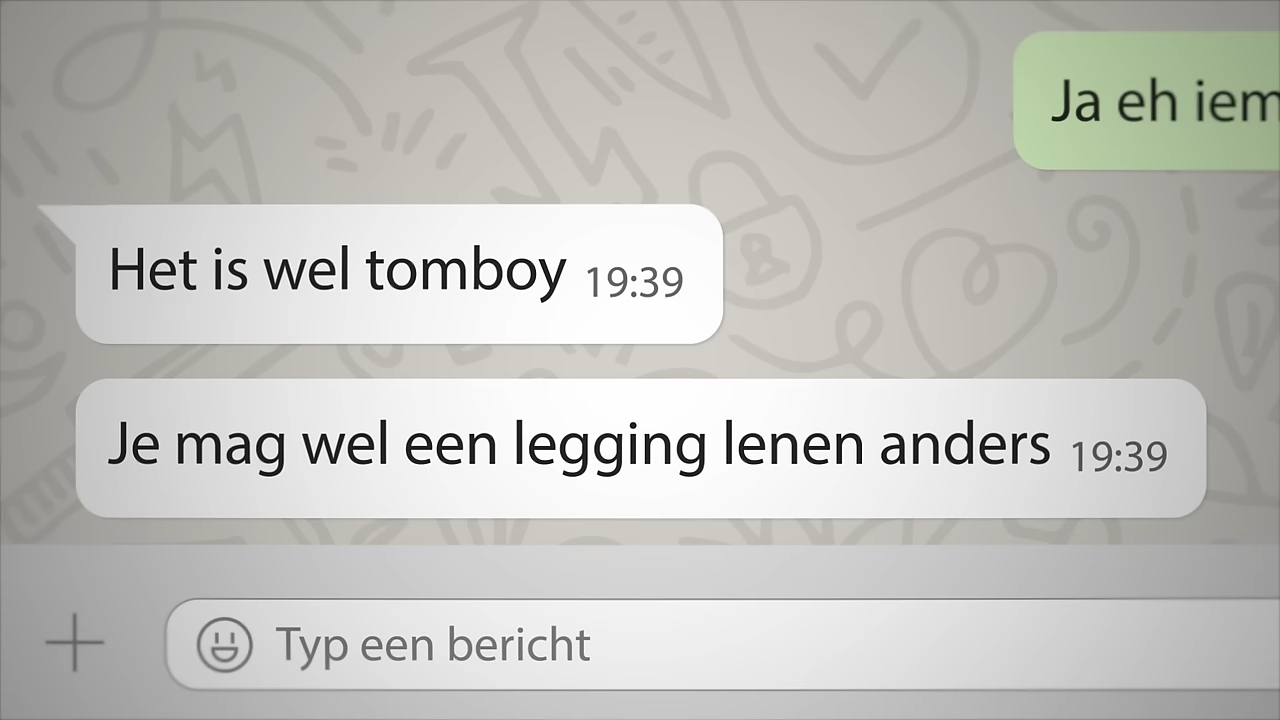 Ja eh
Het is wel tomboy 19:39
Je mag wel een legging lenen anders 19:39
Typ een bericht